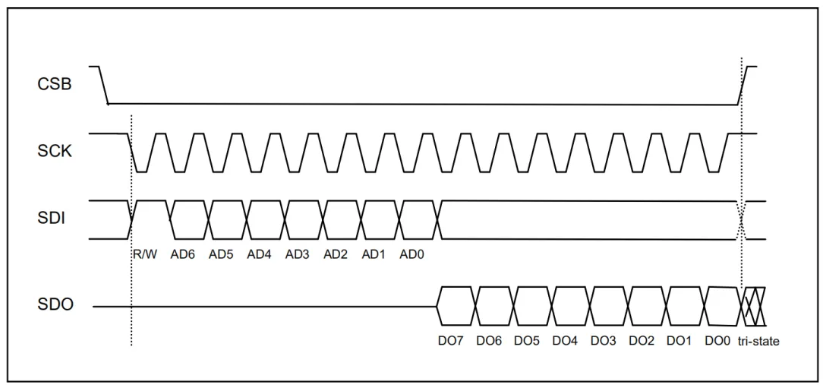 CSB
SCK
SDI
R/W AD6 AD5 AD4 AD3 AD2 AD1 AD0
SDO
DO7 DO6 DO5 DO4 DO3 DO2 DO1 DO0 tri-state